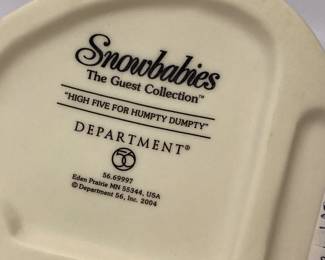 Snowbabies
The Guest Collection™
"HIGH FIVE FOR HUMPTY DUMPTY"
DEPARTMENT®
56
56.69997
Eden Prairie MN 55344, USA
© Department 56, Inc. 2004